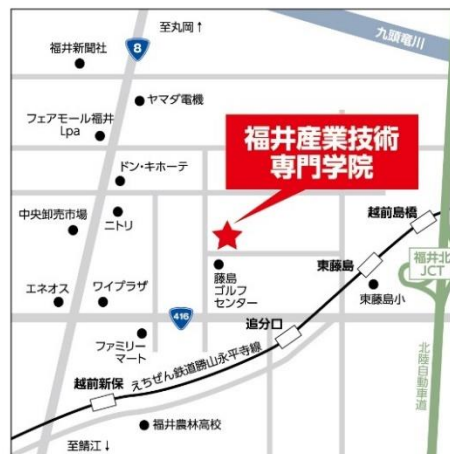 至丸岡↑
九頭竜川
福井新聞社
8
ヤマダ電機
フェアモール福井
Lpa
福井産業技術
専門学院
ドン・キホーテ
中央卸売市場
ニトリ
越前島橋
東藤島
福井北
JCT
藤島
ゴルフ
センター
東藤島小
エネオス
ワイプラザ
416
追分口
ファミリー
マート
えちぜん鉄道勝山永平寺線
北陸自動車道
越前新保
福井農林高校
至鯖江↓